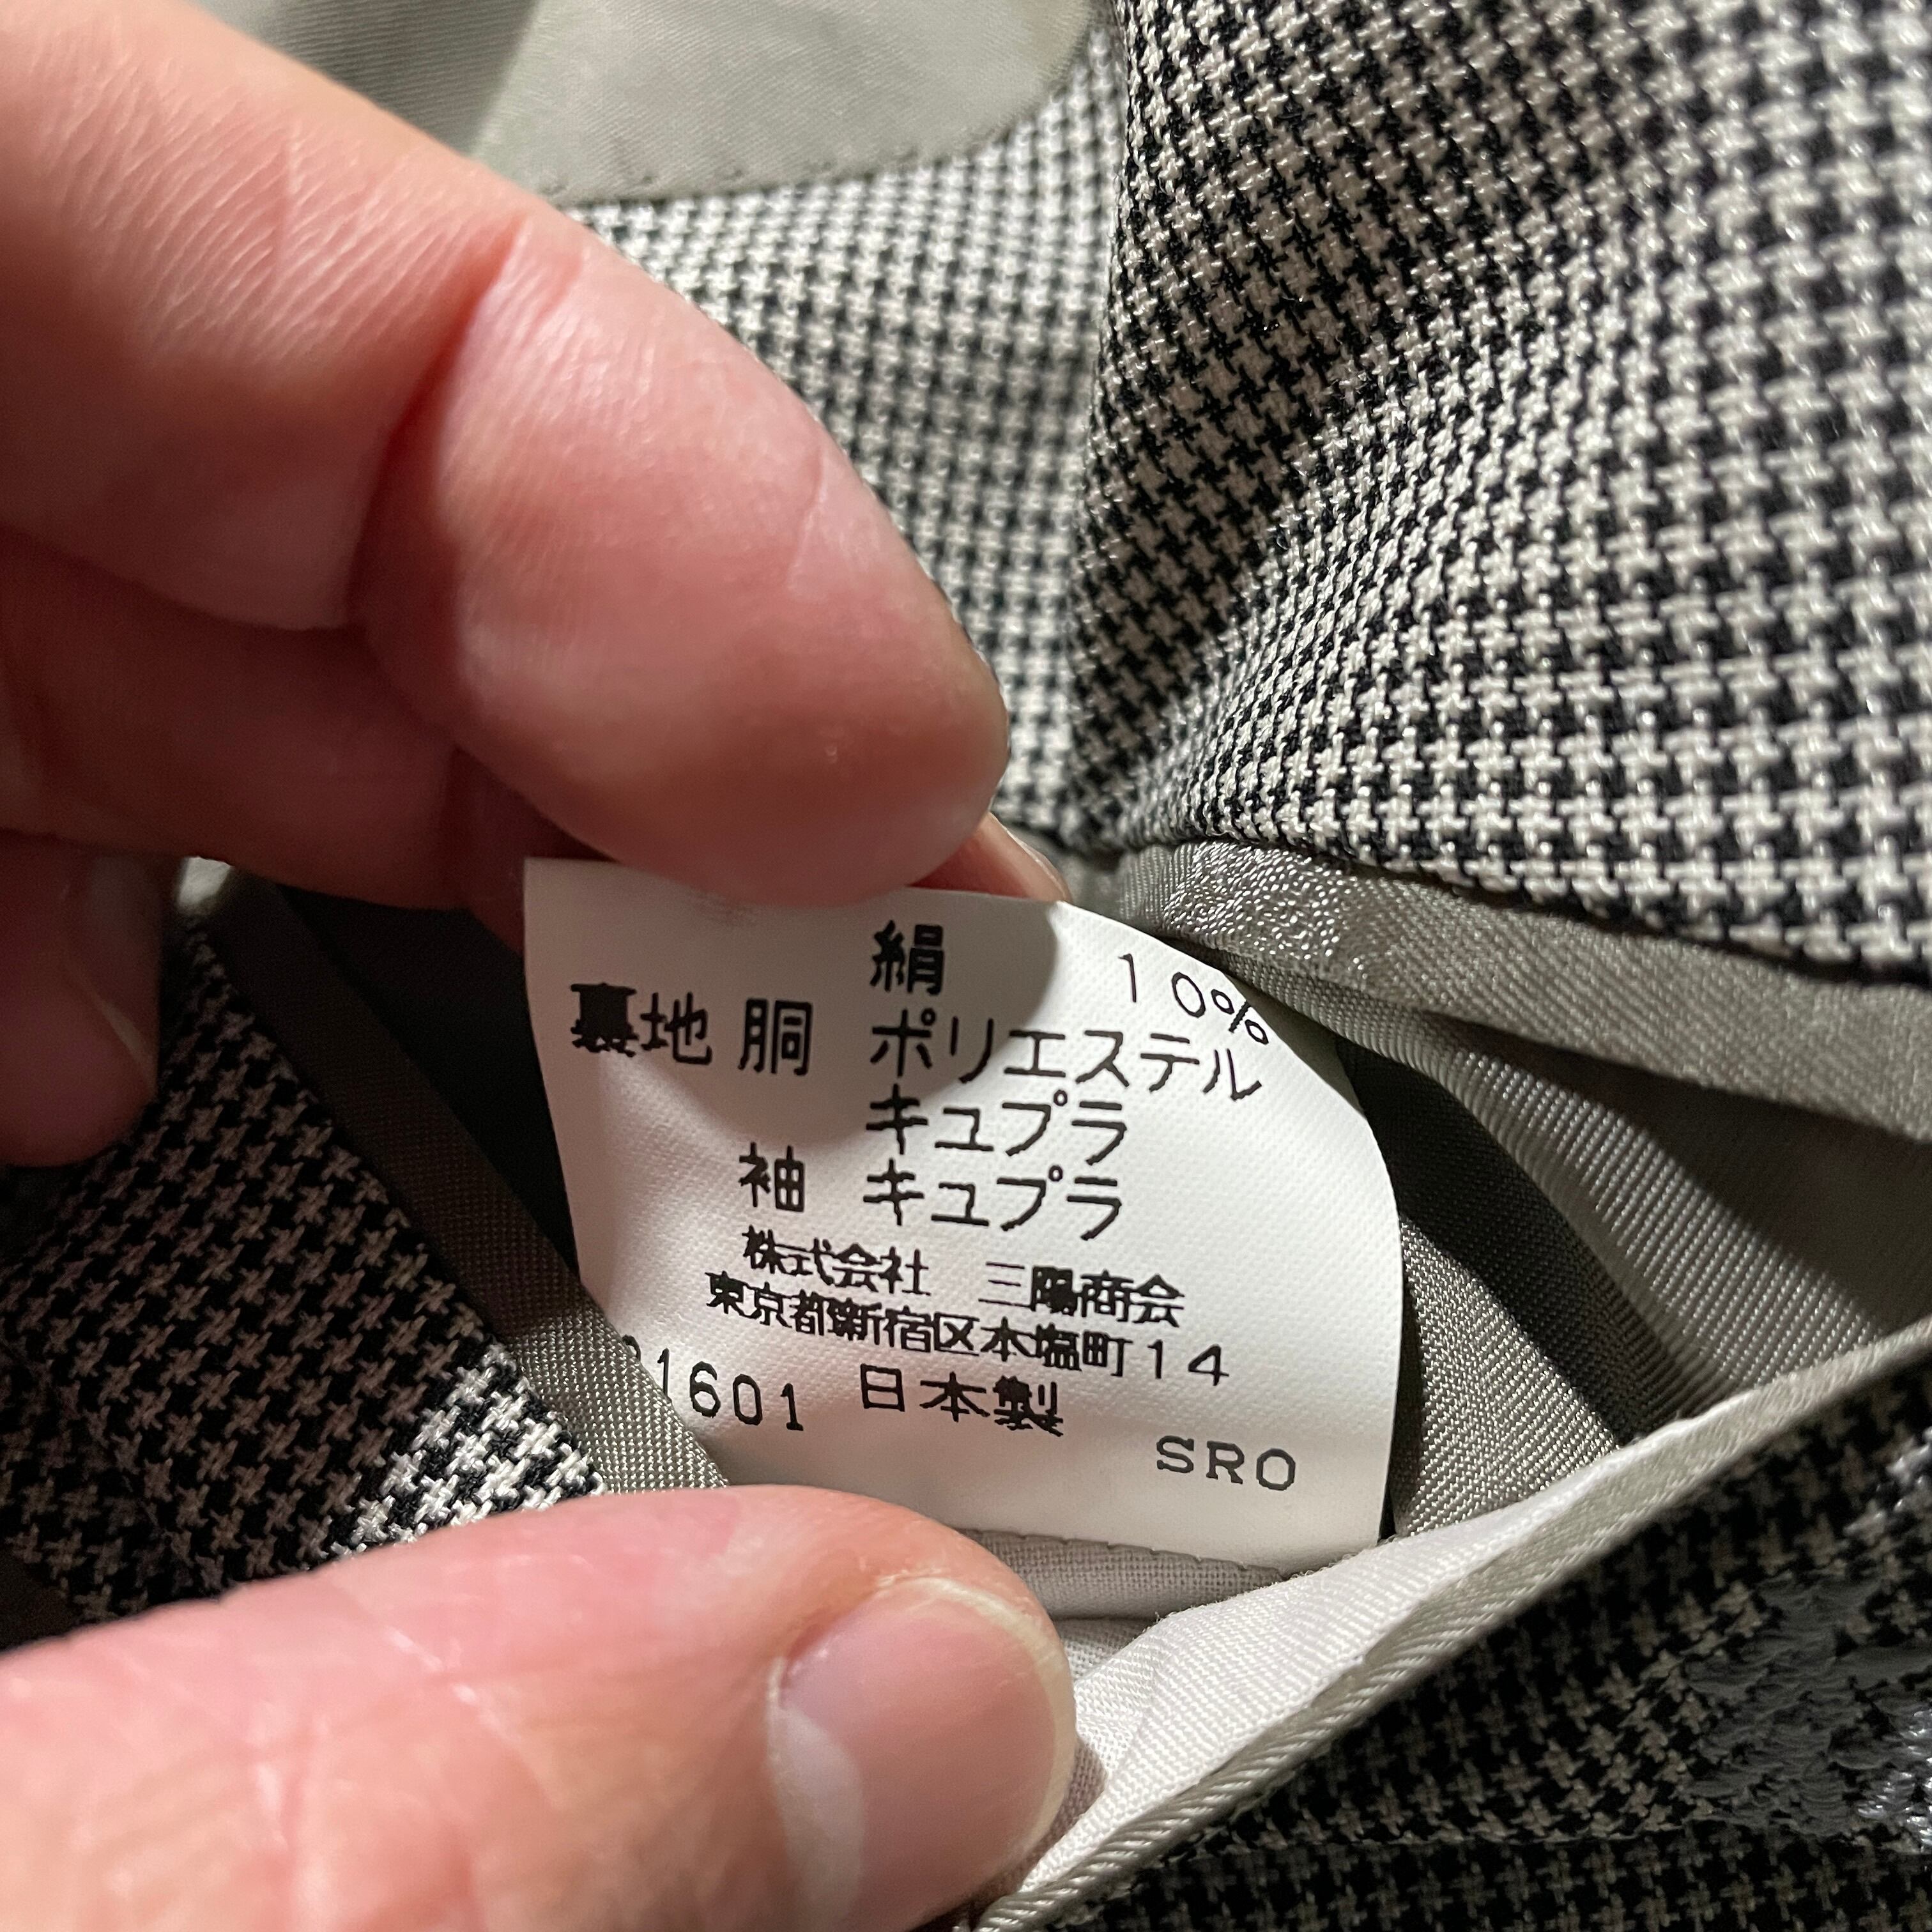 絹 10%
裏地 胴 ポリエステル
キュプラ
袖 キュプラ
株式会社 三陽商会
東京都新宿区本塩町14
1601 日本製
SRO